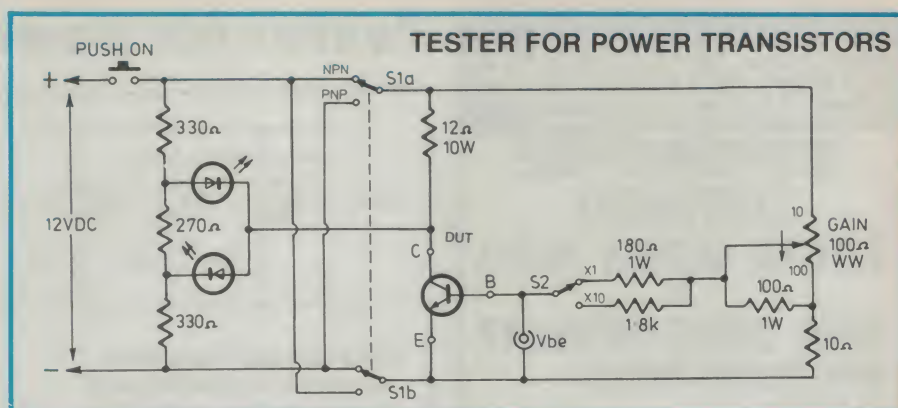 TESTER FOR POWER TRANSISTORS
PUSH ON
+
NPN
S1a
PNP
330Ω
12Ω
10W
12VDC
270Ω
DUT
C
10
GAIN
100Ω
WW
180Ω
1W
B
S2
X1
100
X10
100Ω
1·8k
1W
330Ω
E
Vbe
10Ω
-
S1b